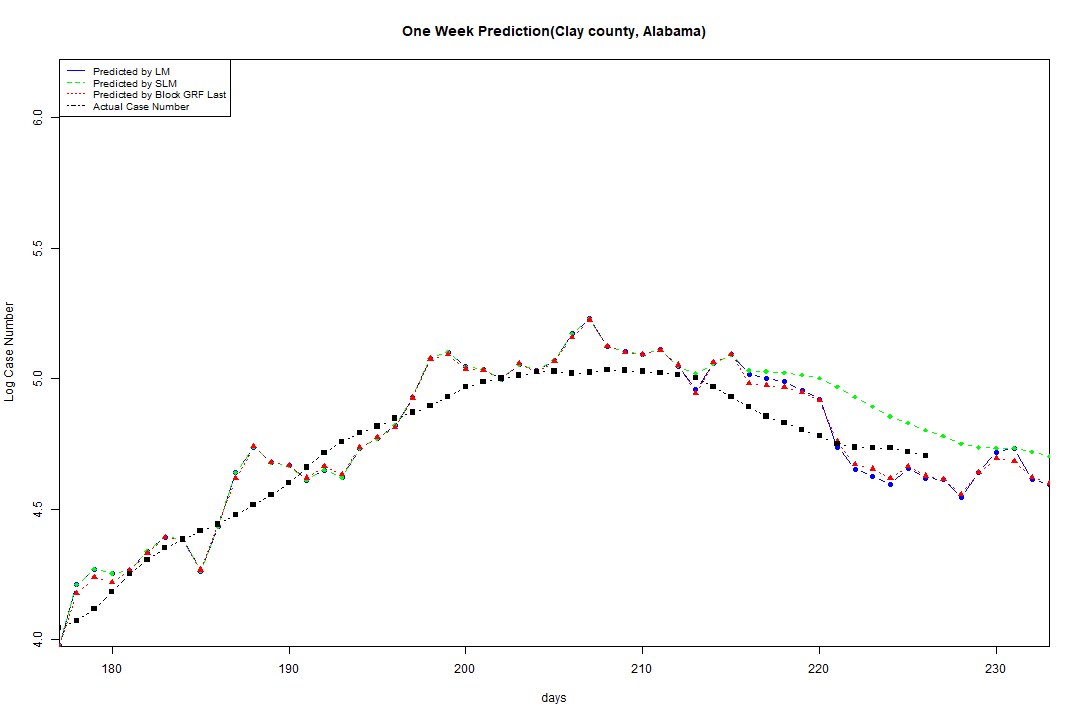 One Week Prediction(Clay county, Alabama)
Predicted by LM
Predicted by SLM
Predicted by Block GRF Last
Actual Case Number
Log Case Number
6.0
5.5
5.0
4.5
4.0
180 190 200 210 220 230
days